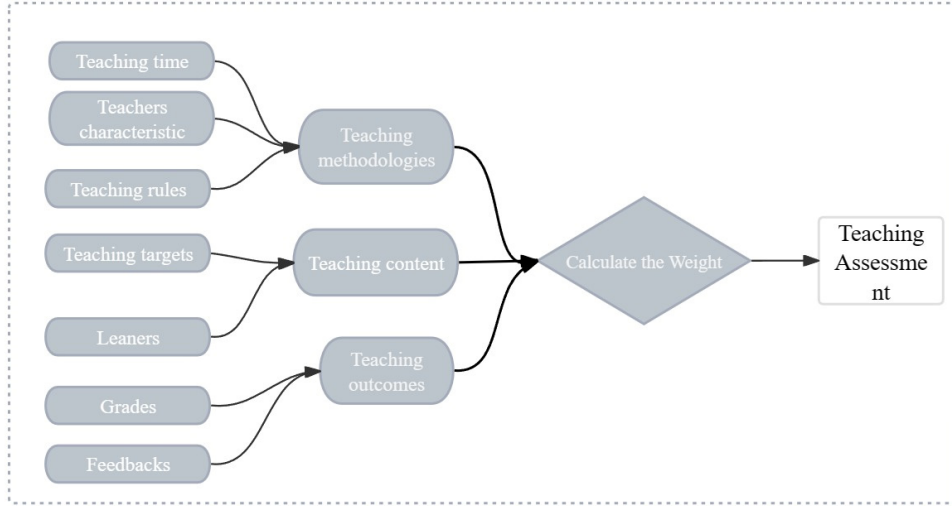 Teaching time
Teachers
characteristic
Teaching rules
Teaching targets
Leaners
Grades
Feedbacks
Teaching
methodologies
Teaching content
Teaching
outcomes
Calculate the Weight
Teaching
Assessme
nt